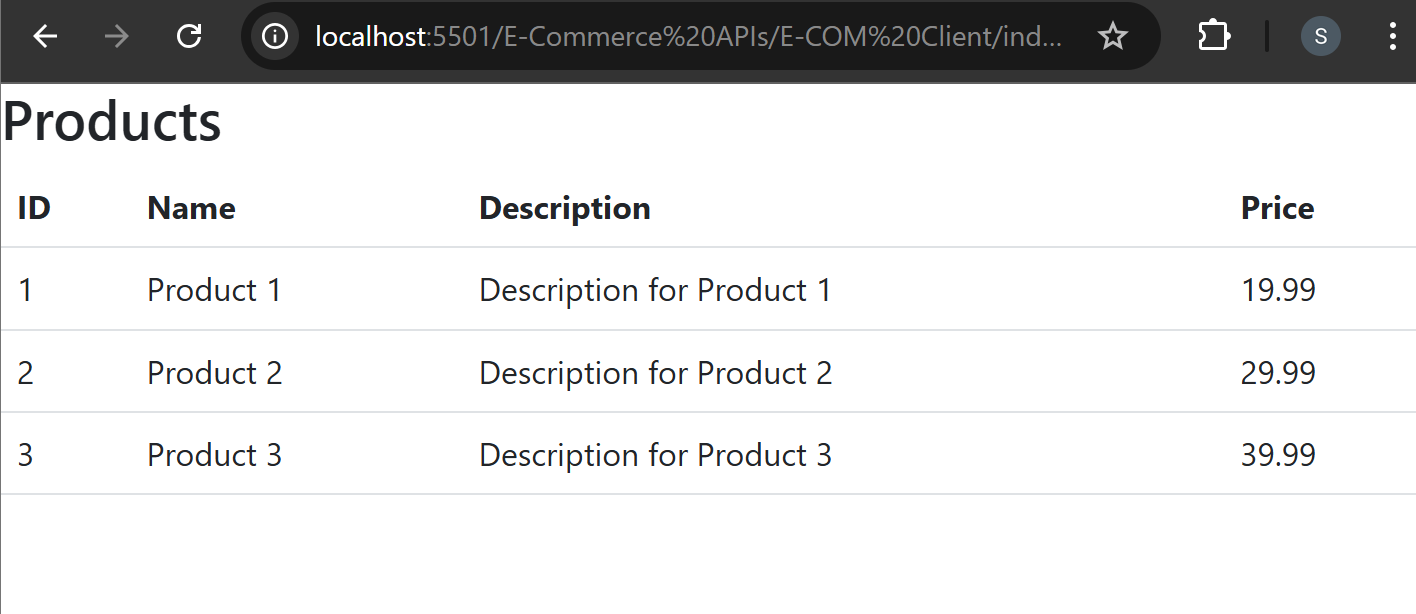 localhost:5501/E-Commerce%20APIs/E-COM%20Client/ind...
S
Products
ID Name Description Price
1 Product 1 Description for Product 1 19.99
2 Product 2 Description for Product 2 29.99
3 Product 3 Description for Product 3 39.99